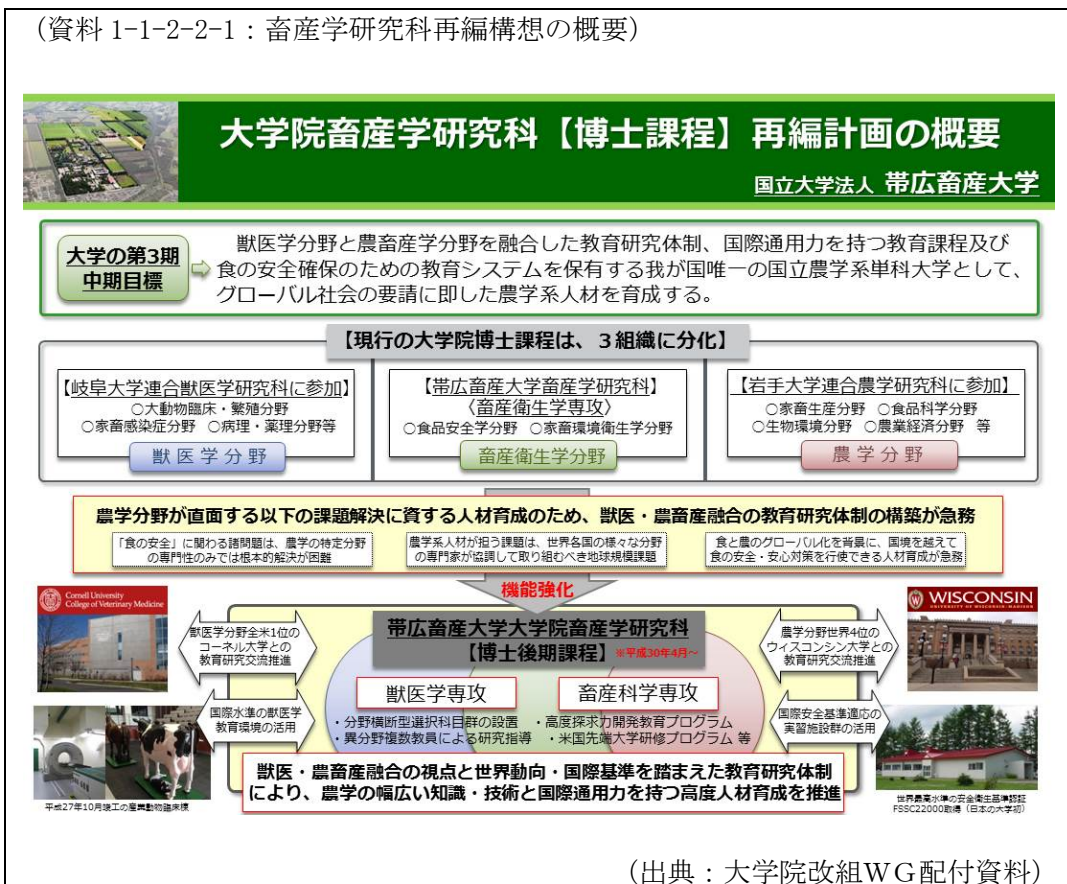 （資料 1-1-2-2-1：畜産学研究科再編構想の概要）
大学院畜産学研究科【博士課程】再編計画の概要
国立大学法人 帯広畜産大学
大学の第3期
中期目標
獣医学分野と農畜産学分野を融合した教育研究体制、国際通用力を持つ教育課程及び
食の安全確保のための教育システムを保有する我が国唯一の国立農学系単科大学として、
グローバル社会の要請に即した農学系人材を育成する。
【現行の大学院博士課程は、３組織に分化】
【岐阜大学連合獣医学研究科に参加】
○大動物臨床・繁殖分野
○家畜感染症分野 ○病理・薬理分野等
獣医学分野
【帯広畜産大学畜産学研究科】
〈畜産衛生学専攻〉
○食品安全学分野 ○家畜環境衛生学分野
畜産衛生学分野
【岩手大学連合農学研究科に参加】
○家畜生産分野 ○食品科学分野
○生物環境分野 ○農業経済分野 等
農学分野
農学分野が直面する以下の課題解決に資する人材育成のため、獣医・農畜産融合の教育研究体制の構築が急務
「食の安全」に関わる諸問題は、農学の特定分野
の専門性のみでは根本的解決が困難
農学系人材が担う課題は、世界各国の様々な分野
の専門家が協調して取り組むべき地球規模課題
食と農のグローバル化を背景に、国境を越えて
食の安全・安心対策を行使できる人材育成が急務
機能強化
Cornell University
College of Veterinary Medicine
獣医学分野全米1位の
コーネル大学との
教育研究交流推進
国際水準の獣医学
教育環境の活用
平成27年10月竣工の産業動物臨床棟
帯広畜産大学大学院畜産学研究科
【博士後期課程】※平成30年4月～
獣医学専攻
畜産科学専攻
・分野横断型選択科目群の設置
・異分野複数教員による研究指導
・高度探求力開発教育プログラム
・米国先端大学研修プログラム 等
獣医・農畜産融合の視点と世界動向・国際基準を踏まえた教育研究体制
により、農学の幅広い知識・技術と国際通用力を持つ高度人材育成を推進
WISCONSIN
UNIVERSITY OF WISCONSIN-MADISON
農学分野世界4位の
ウィスコンシン大学との
教育研究交流推進
国際安全基準適応の
実習施設群の活用
世界最高水準の安全衛生基準認証
FSSC22000取得（日本の大学初）
（出典：大学院改組ＷＧ配付資料）